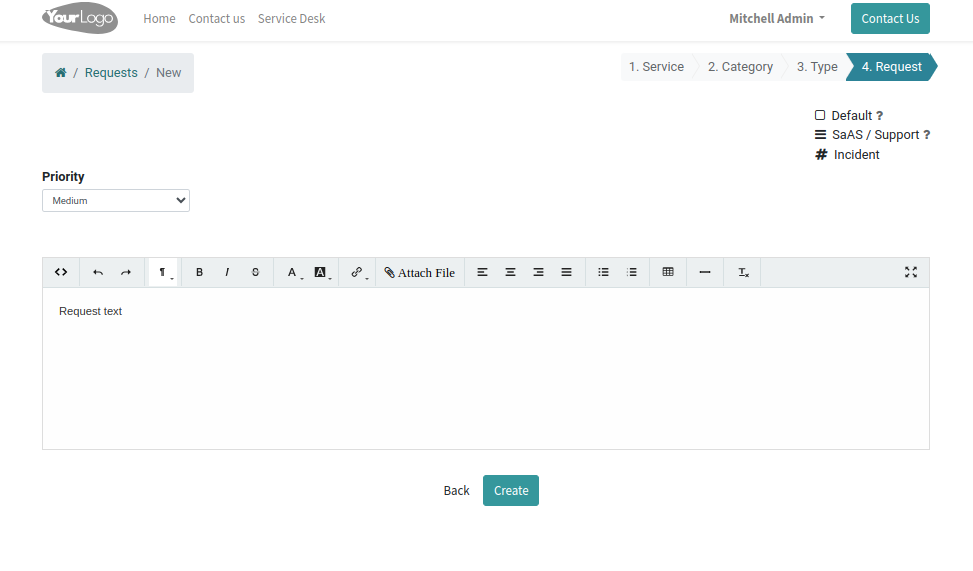 YourLogo Home Contact us Service Desk Mitchell Admin Contact Us
/ Requests / New
1. Service 2. Category 3. Type 4. Request
Default ?
SaAS / Support ?
Incident
Priority
Medium
B I S A A Attach File
Request text
Back Create